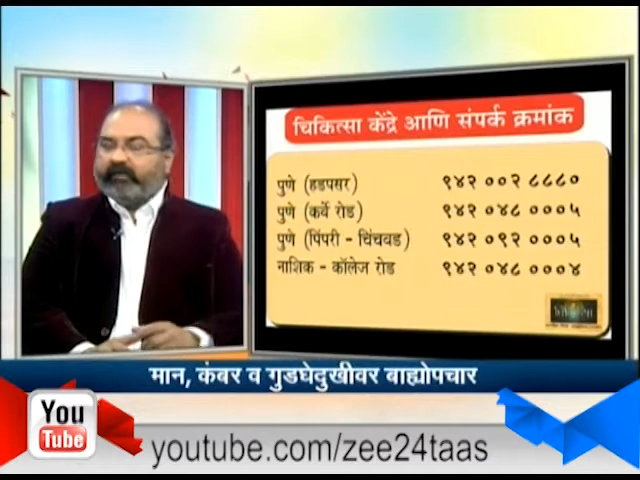 चिकित्सा केंद्रे आणि संपर्क क्रमांक
पुणे (हडपसर) ९४२ ००२ ८८८०
पुणे (कर्वे रोड) ९४२ ०४८ ०००५
पुणे (पिंपरी - चिंचवड) ९४२ ०९२ ०००५
नाशिक - कॉलेज रोड ९४२ ०४८ ०००४
मान, कंबर व गुडघेदुखीवर बाह्योपचार
You
Tube
youtube.com/zee24taas